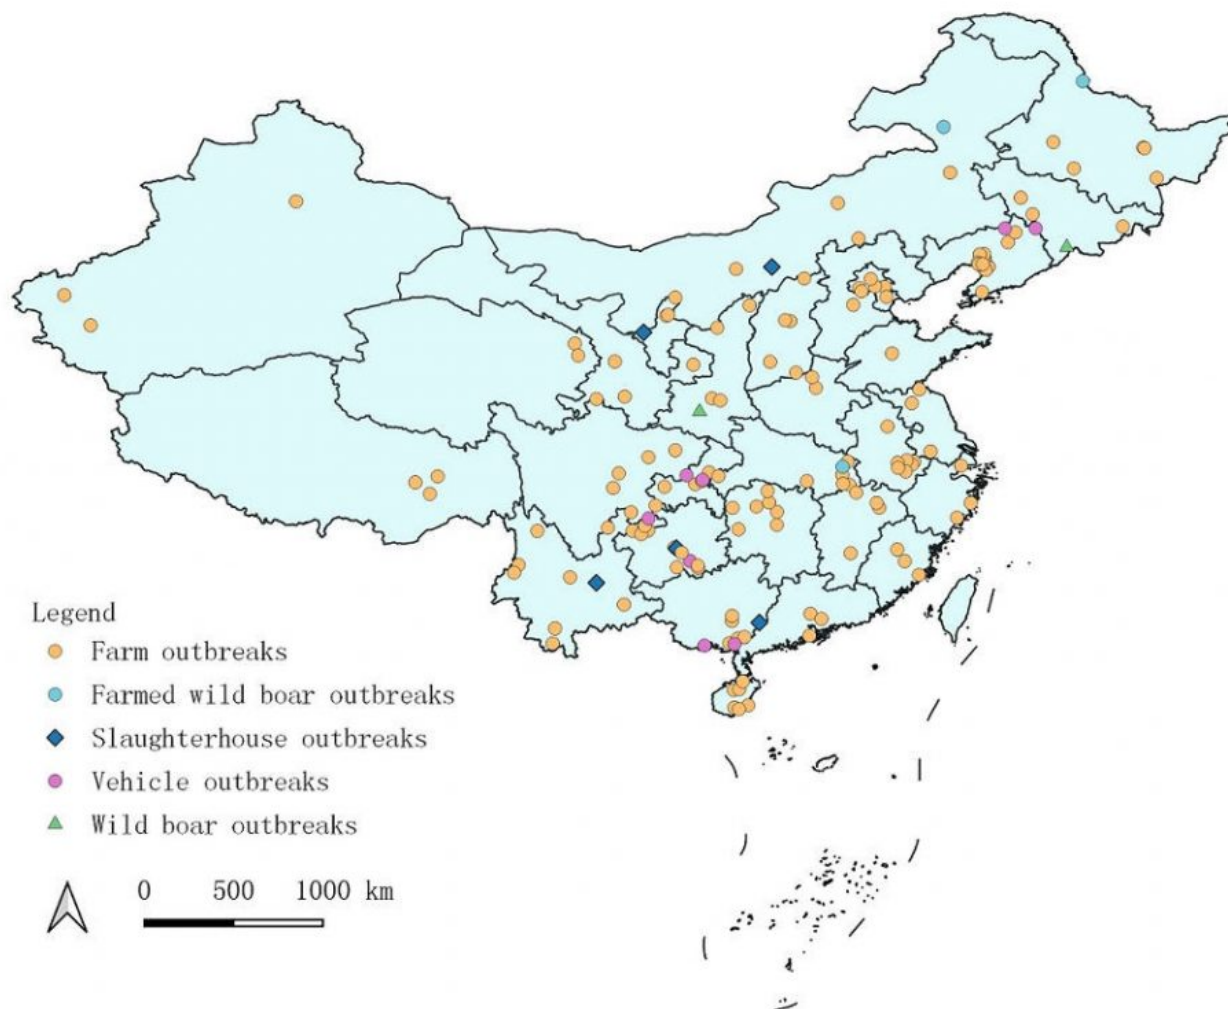 Legend
Farm outbreaks
Farmed wild boar outbreaks
Slaughterhouse outbreaks
Vehicle outbreaks
Wild boar outbreaks
0 500 1000 km